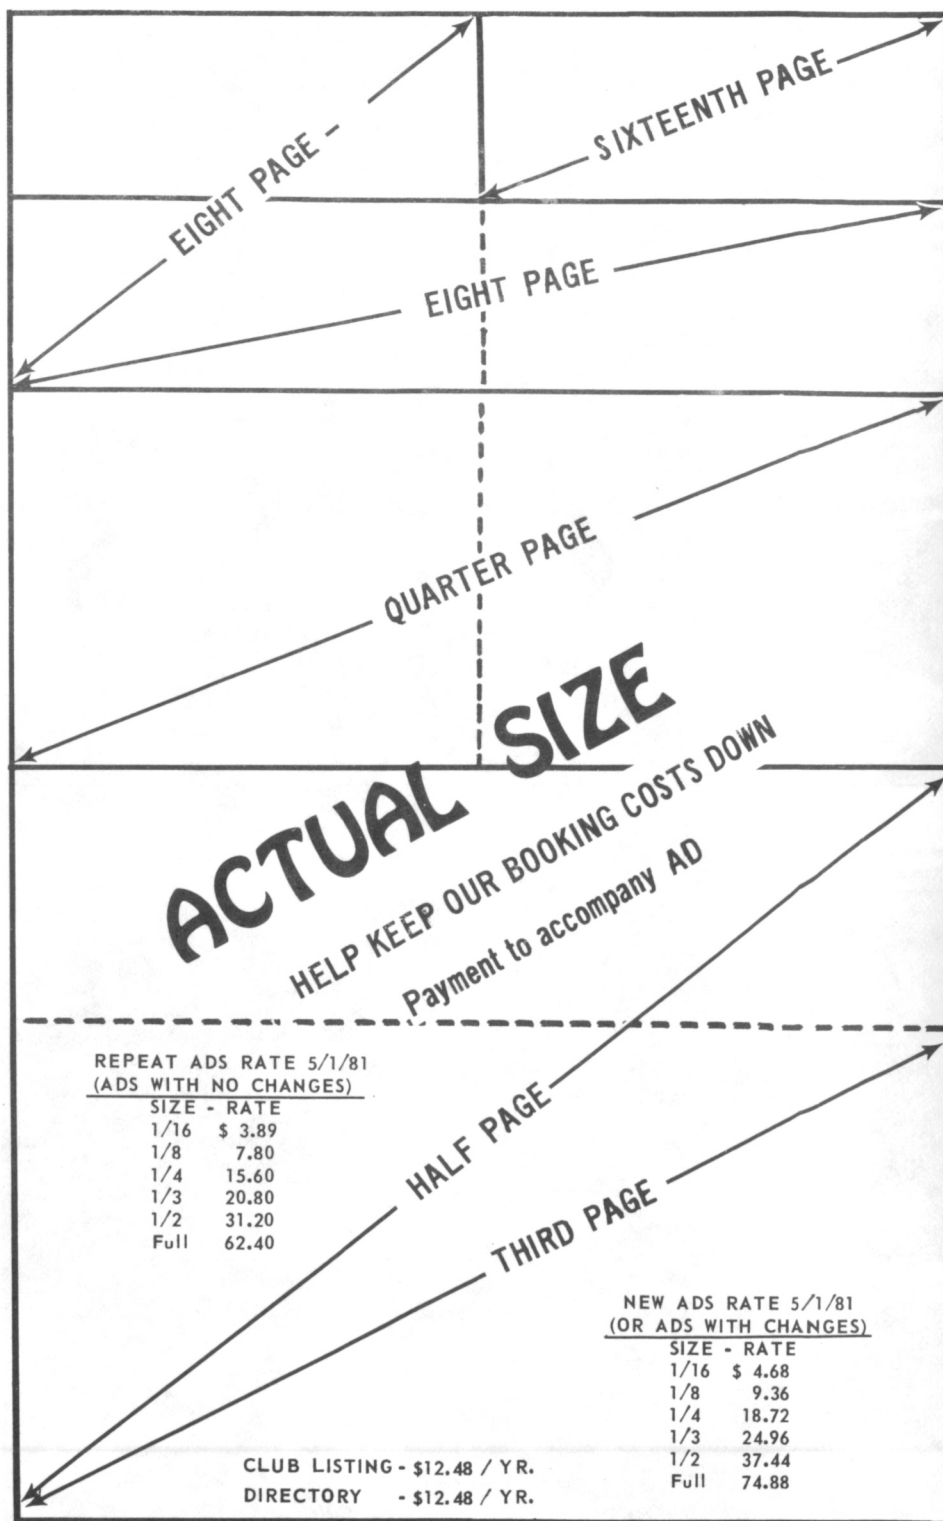 EIGHT PAGE -
SIXTEENTH PAGE
EIGHT PAGE
QUARTER PAGE
ACTUAL SIZE
HELP KEEP OUR BOOKING COSTS DOWN
Payment to accompany AD
HALF PAGE
THIRD PAGE
REPEAT ADS RATE 5/1/81
(ADS WITH NO CHANGES)
SIZE - RATE
1/16 $ 3.89
1/8 7.80
1/4 15.60
1/3 20.80
1/2 31.20
Full 62.40
NEW ADS RATE 5/1/81
(OR ADS WITH CHANGES)
SIZE - RATE
1/16 $ 4.68
1/8 9.36
1/4 18.72
1/3 24.96
1/2 37.44
Full 74.88
CLUB LISTING - $12.48 / YR.
DIRECTORY - $12.48 / YR.